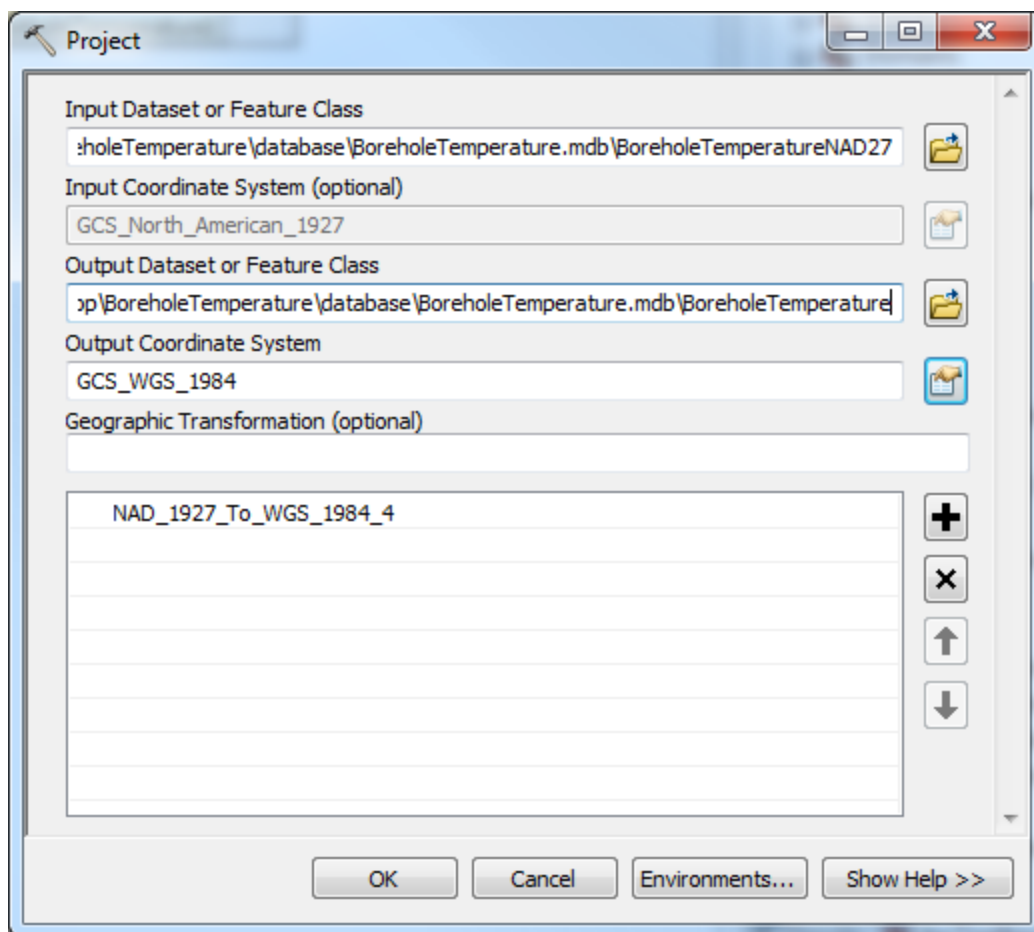 Project
Input Dataset or Feature Class
:holeTemperature\database\BoreholeTemperature.mdb\BoreholeTemperatureNAD27
Input Coordinate System (optional)
GCS_North_American_1927
Output Dataset or Feature Class
op\BoreholeTemperature\database\BoreholeTemperature.mdb\BoreholeTemperature
Output Coordinate System
GCS_WGS_1984
Geographic Transformation (optional)
NAD_1927_To_WGS_1984_4
OK
Cancel
Environments...
Show Help >>